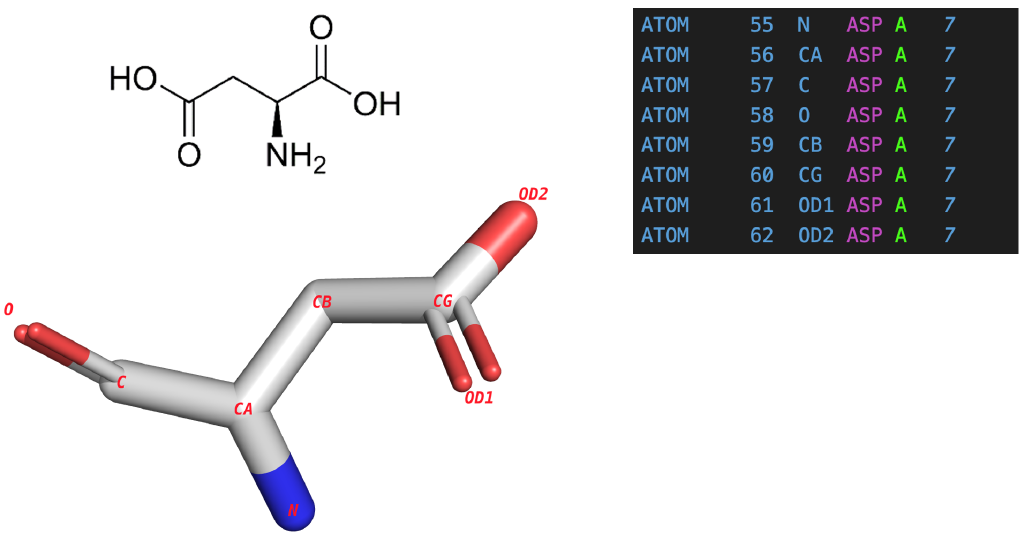 O
HO
OH
O
NH2
ATOM 55 N ASP A 7
ATOM 56 CA ASP A 7
ATOM 57 C ASP A 7
ATOM 58 O ASP A 7
ATOM 59 CB ASP A 7
ATOM 60 CG ASP A 7
ATOM 61 OD1 ASP A 7
ATOM 62 OD2 ASP A 7
OD2
O
CB
CG
C
OD1
CA
N